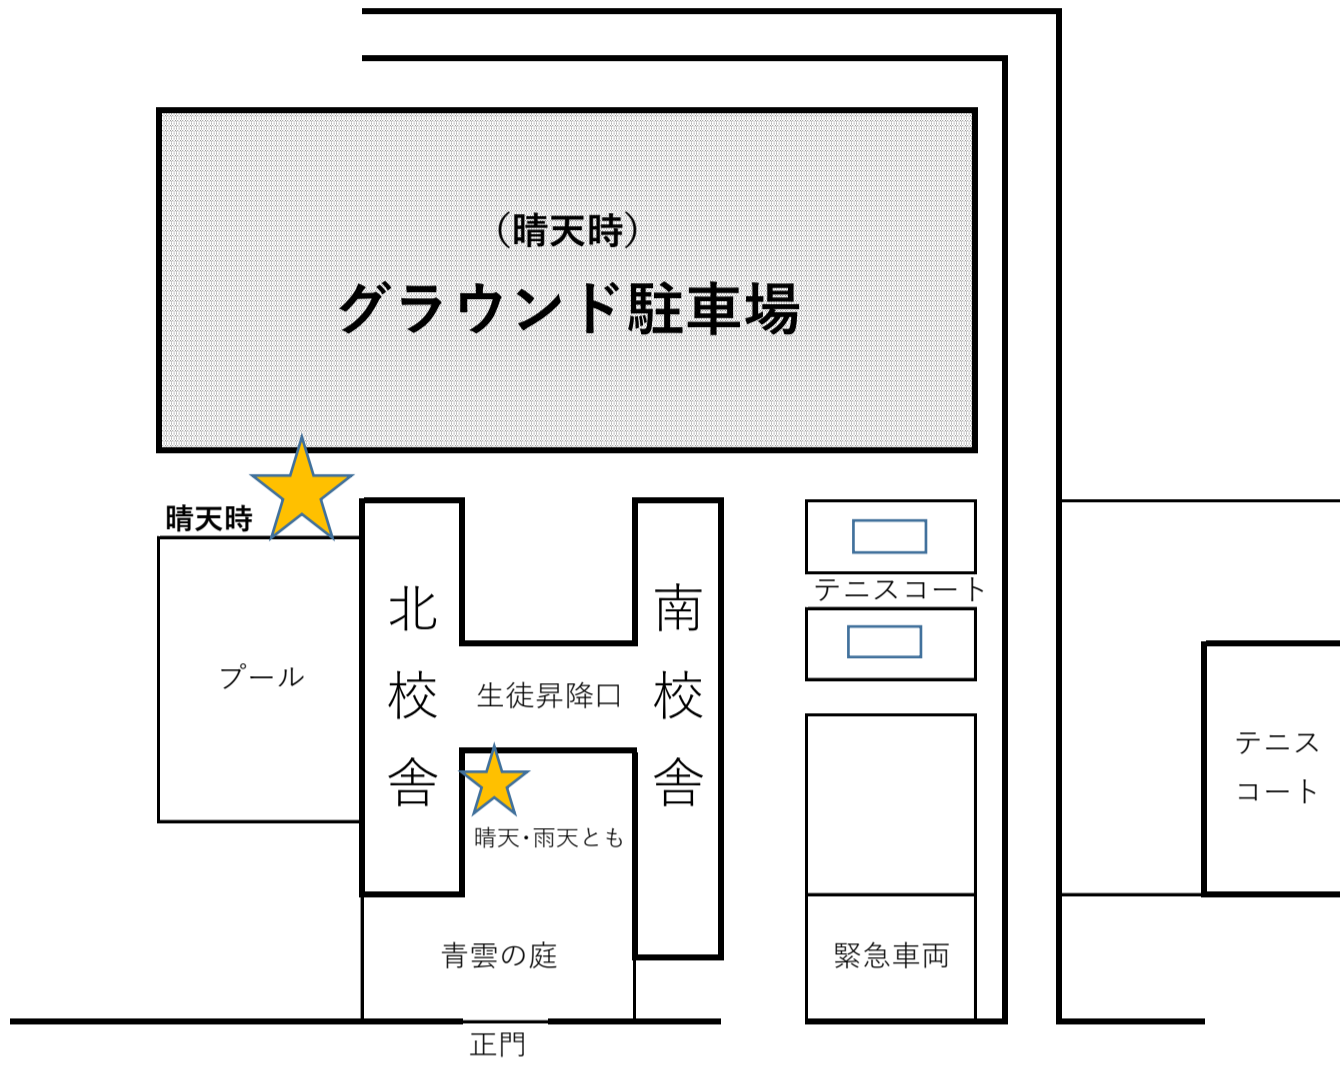 （晴天時）
グラウンド駐車場
晴天時
プール
北校舎
生徒昇降口
南校舎
テニスコート
テニス
コート
晴天・雨天とも
青雲の庭
緊急車両
正門